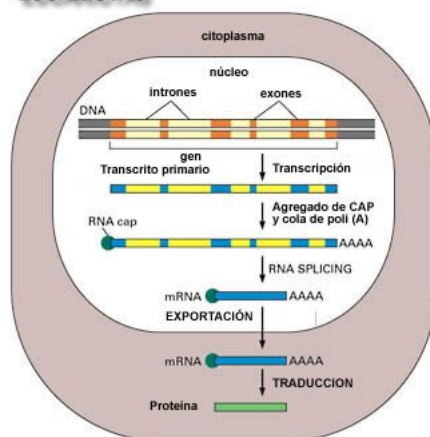 citoplasma
núcleo
intrones exones
DNA
gen
Transcrito primario Transcripción
Agregado de CAP
y cola de poli (A)
RNA cap
AAAA
RNA SPLICING
mRNA AAAA
EXPORTACIÓN
mRNA AAAA
TRADUCCION
Proteína